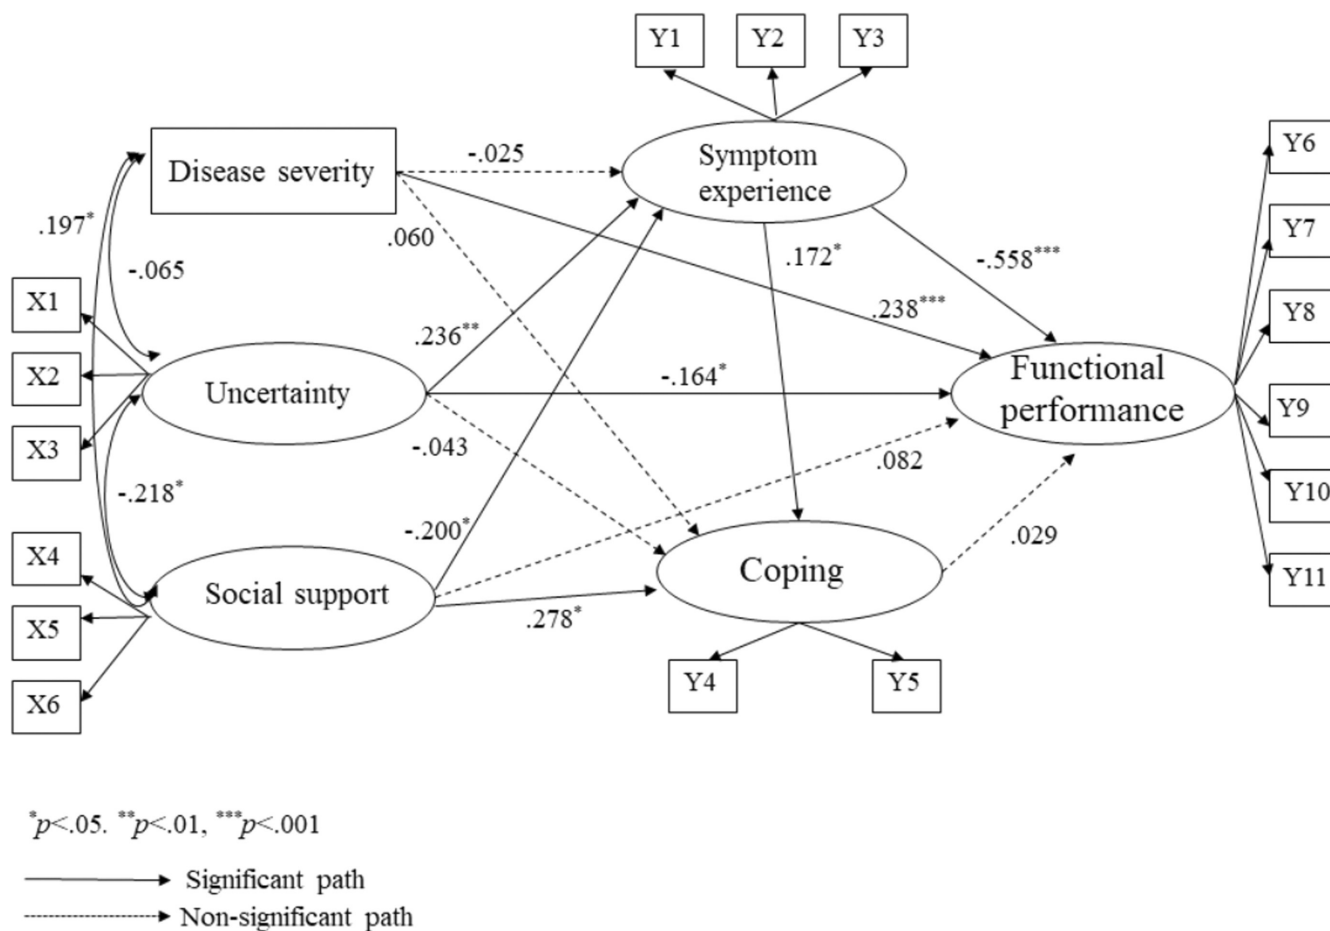 Y1
Y2
Y3
Disease severity
-.025
Symptom
experience
Y6
.197*
.060
Y7
-.065
.172*
-.558***
X1
.238***
Y8
.236**
X2
Uncertainty
-.164*
Functional
performance
Y9
X3
-.043
.082
-.218*
Y10
-.200*
.029
X4
Coping
Y11
Social support
X5
.278*
Y4
Y5
X6
*p<.05. **p<.01, ***p<.001
Significant path
Non-significant path